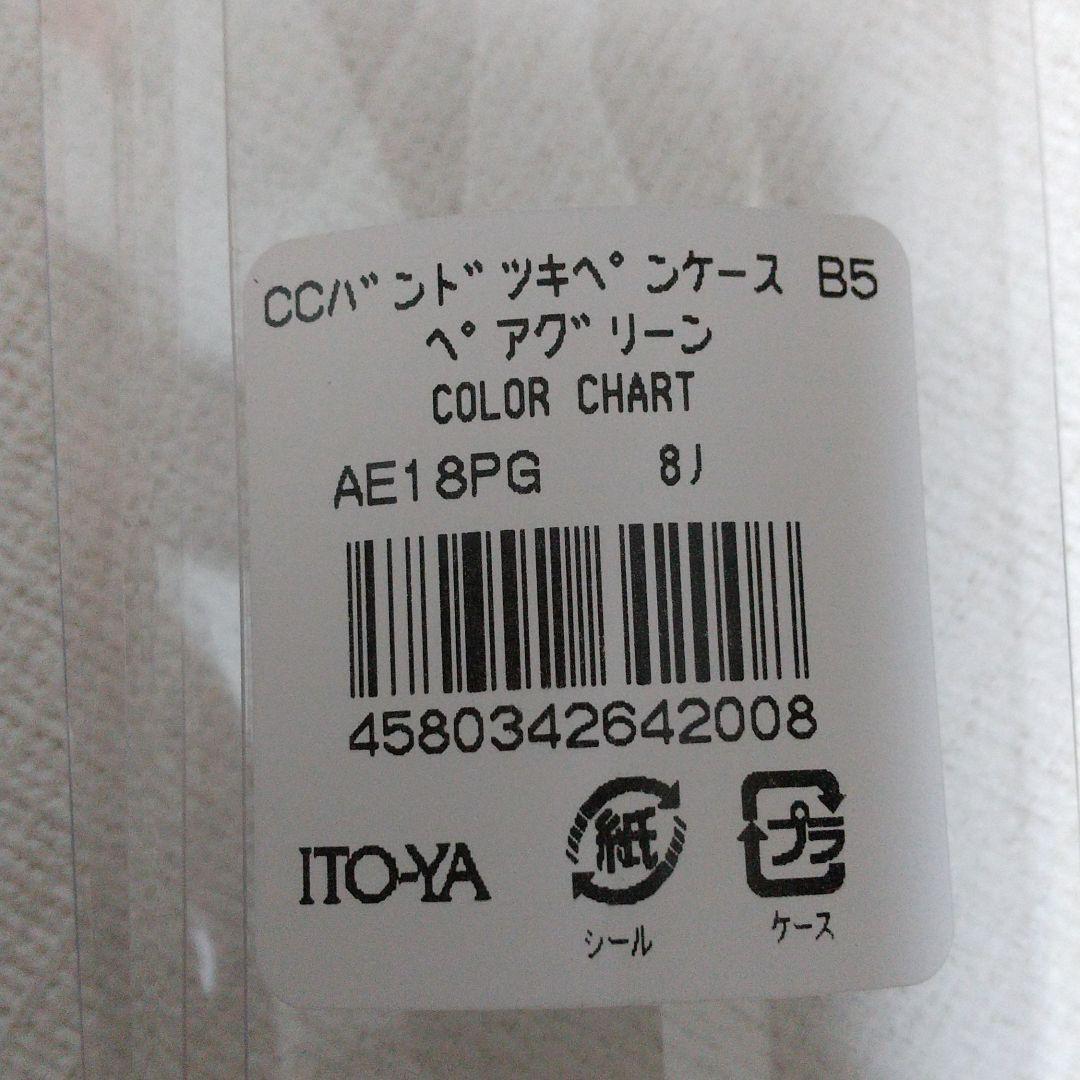 CCバンドツキペンケース B5
ペアグリーン
COLOR CHART
AE18PG 8J
4580342642008
ITO-YA
紙
シール
プラ
ケース